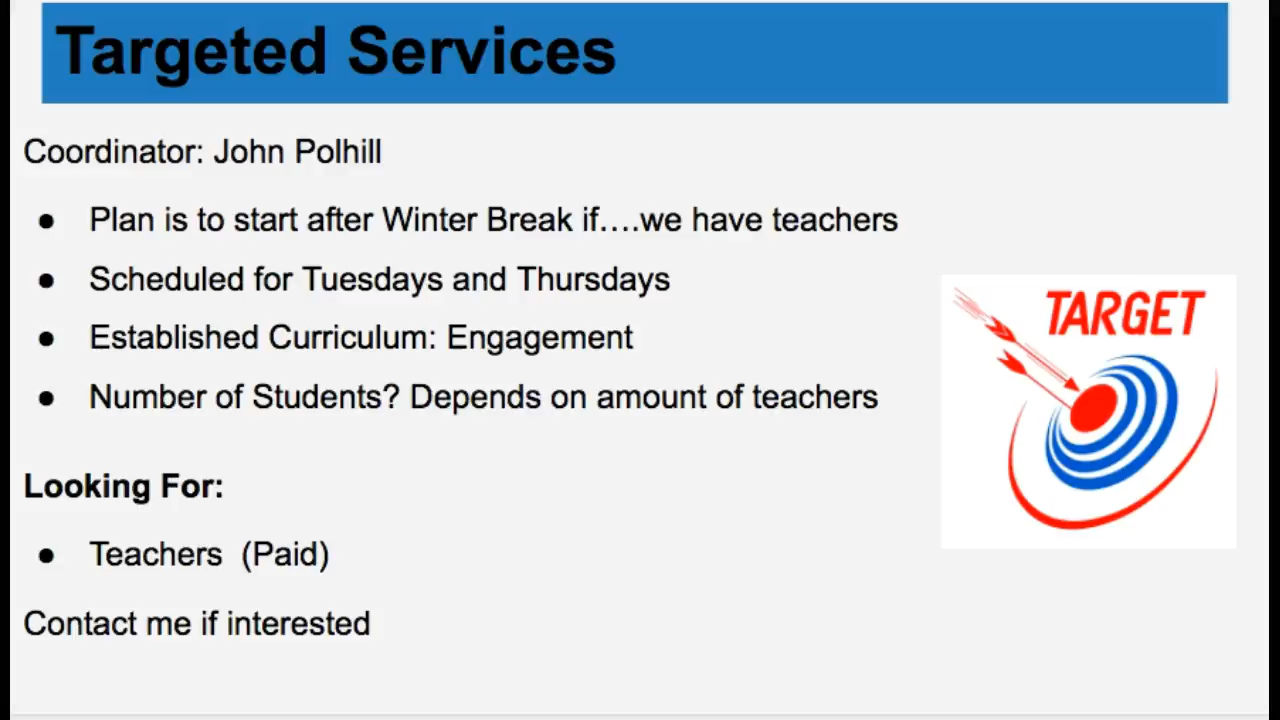 Targeted Services
Coordinator: John Polhill
● Plan is to start after Winter Break if….we have teachers
● Scheduled for Tuesdays and Thursdays
● Established Curriculum: Engagement
● Number of Students? Depends on amount of teachers
TARGET
Looking For:
● Teachers (Paid)
Contact me if interested